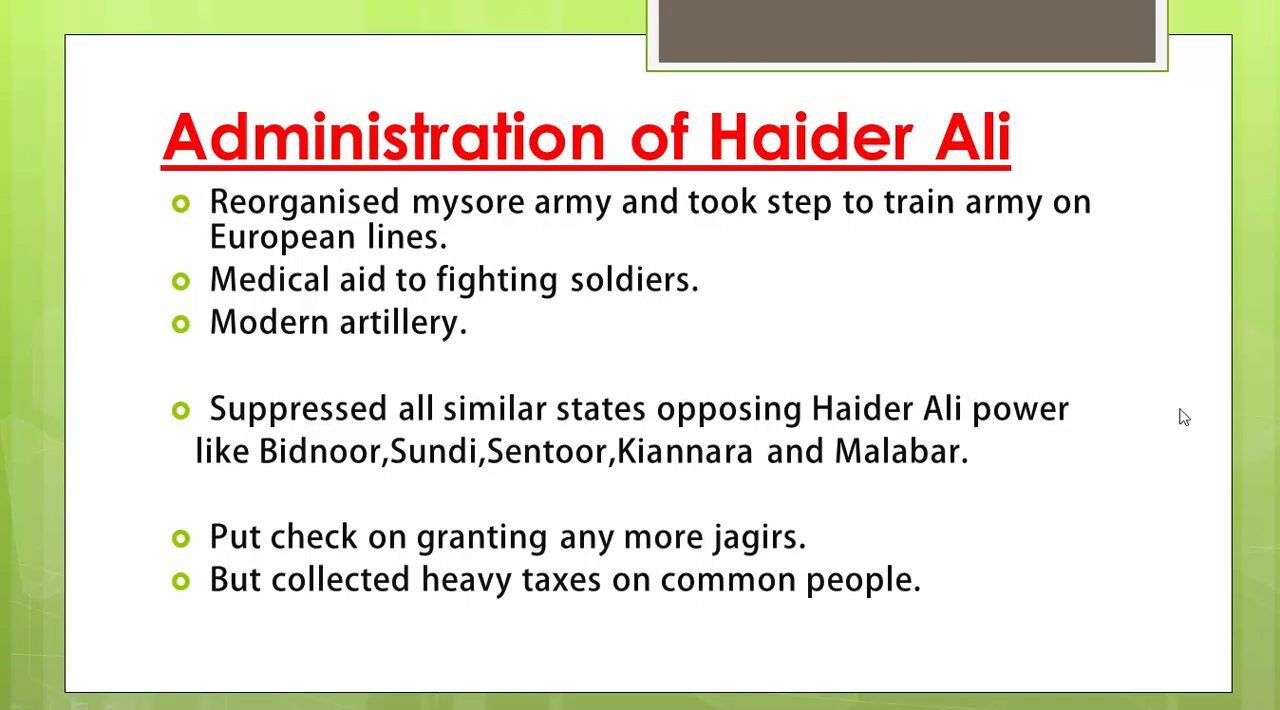 Administration of Haider Ali
Reorganised mysore army and took step to train army on
European lines.
Medical aid to fighting soldiers.
Modern artillery.
Suppressed all similar states opposing Haider Ali power
like Bidnoor,Sundi,Sentoor,Kiannara and Malabar.
Put check on granting any more jagirs.
But collected heavy taxes on common people.